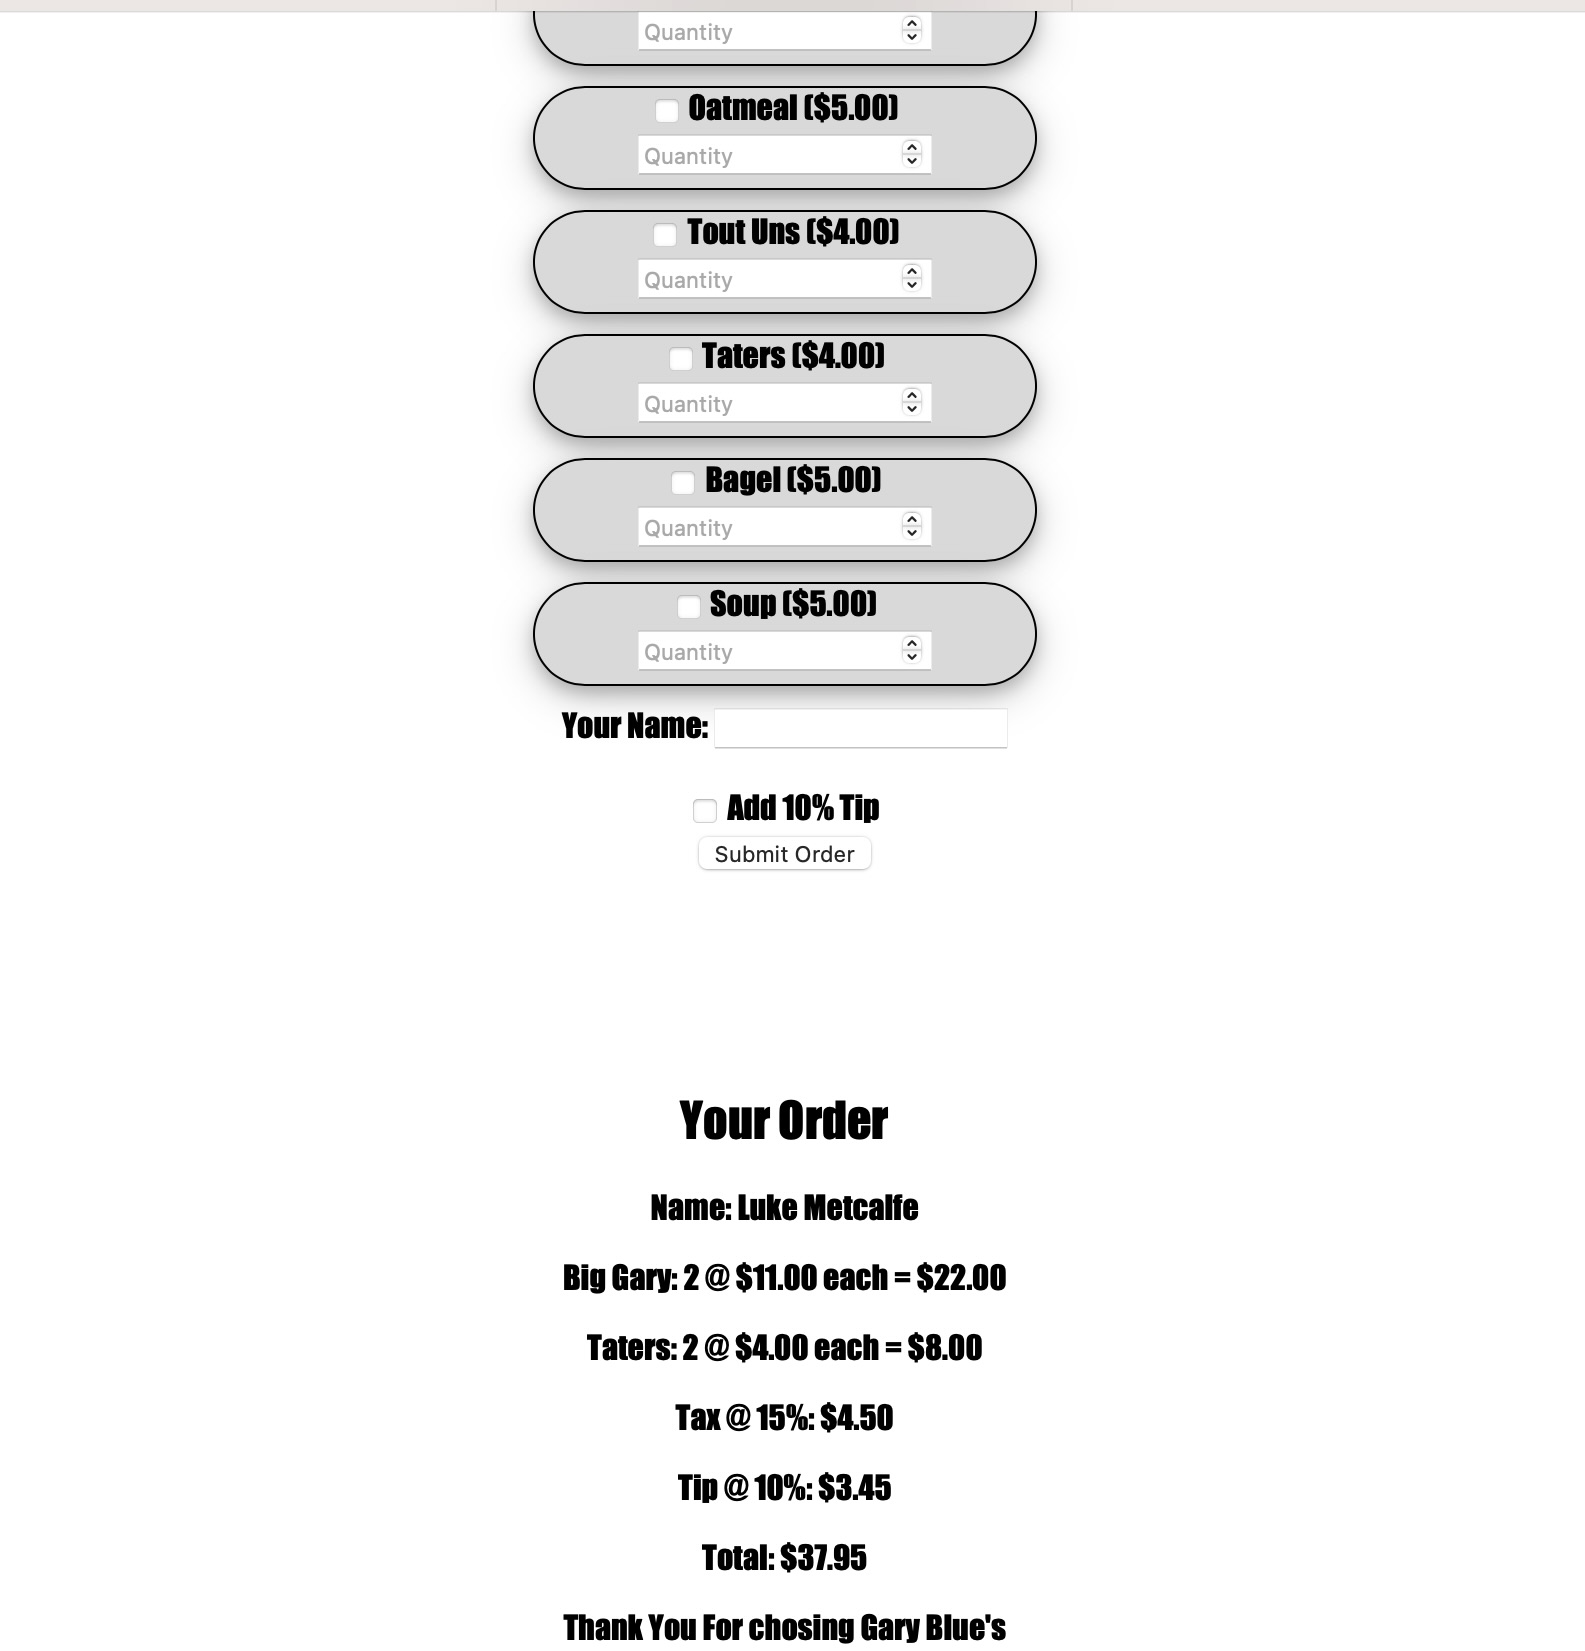 Quantity
Oatmeal ($5.00)
Quantity
Tout Uns ($4.00)
Quantity
Taters ($4.00)
Quantity
Bagel ($5.00)
Quantity
Soup ($5.00)
Quantity
Your Name:
Add 10% Tip
Submit Order
Your Order
Name: Luke Metcalfe
Big Gary: 2 @ $11.00 each = $22.00
Taters: 2 @ $4.00 each = $8.00
Tax @ 15%: $4.50
Tip @ 10%: $3.45
Total: $37.95
Thank You For chosing Gary Blue's